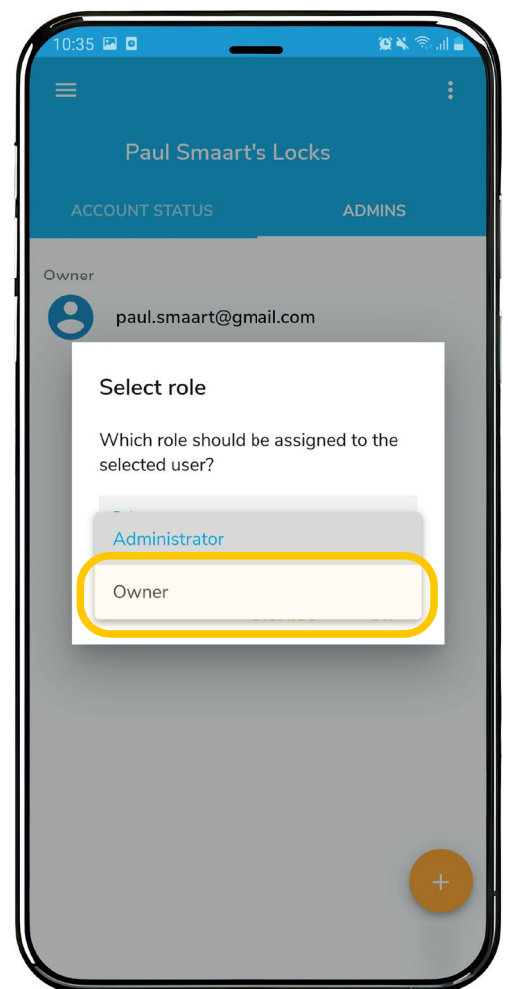 10:35
Paul Smaart's Locks
ACCOUNT STATUS ADMINS
Owner
paul.smaart@gmail.com
Select role
Which role should be assigned to the
selected user?
Administrator
Owner